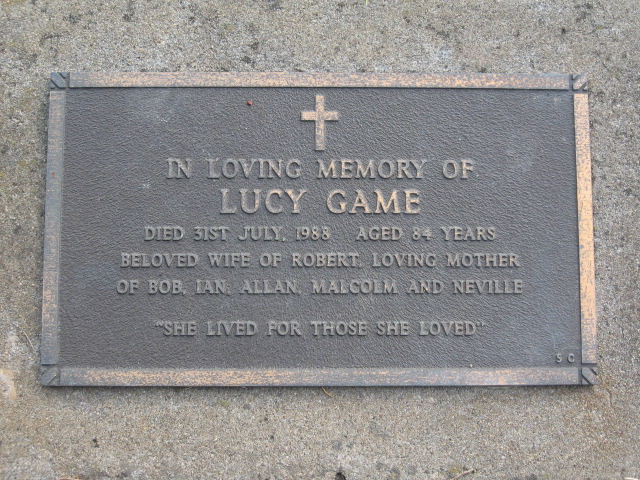 IN LOVING MEMORY OF
LUCY GAME
DIED 31ST JULY, 1988 AGED 84 YEARS
BELOVED WIFE OF ROBERT, LOVING MOTHER
OF BOB, IAN, ALLAN, MALCOLM AND NEVILLE
"SHE LIVED FOR THOSE SHE LOVED"
S C